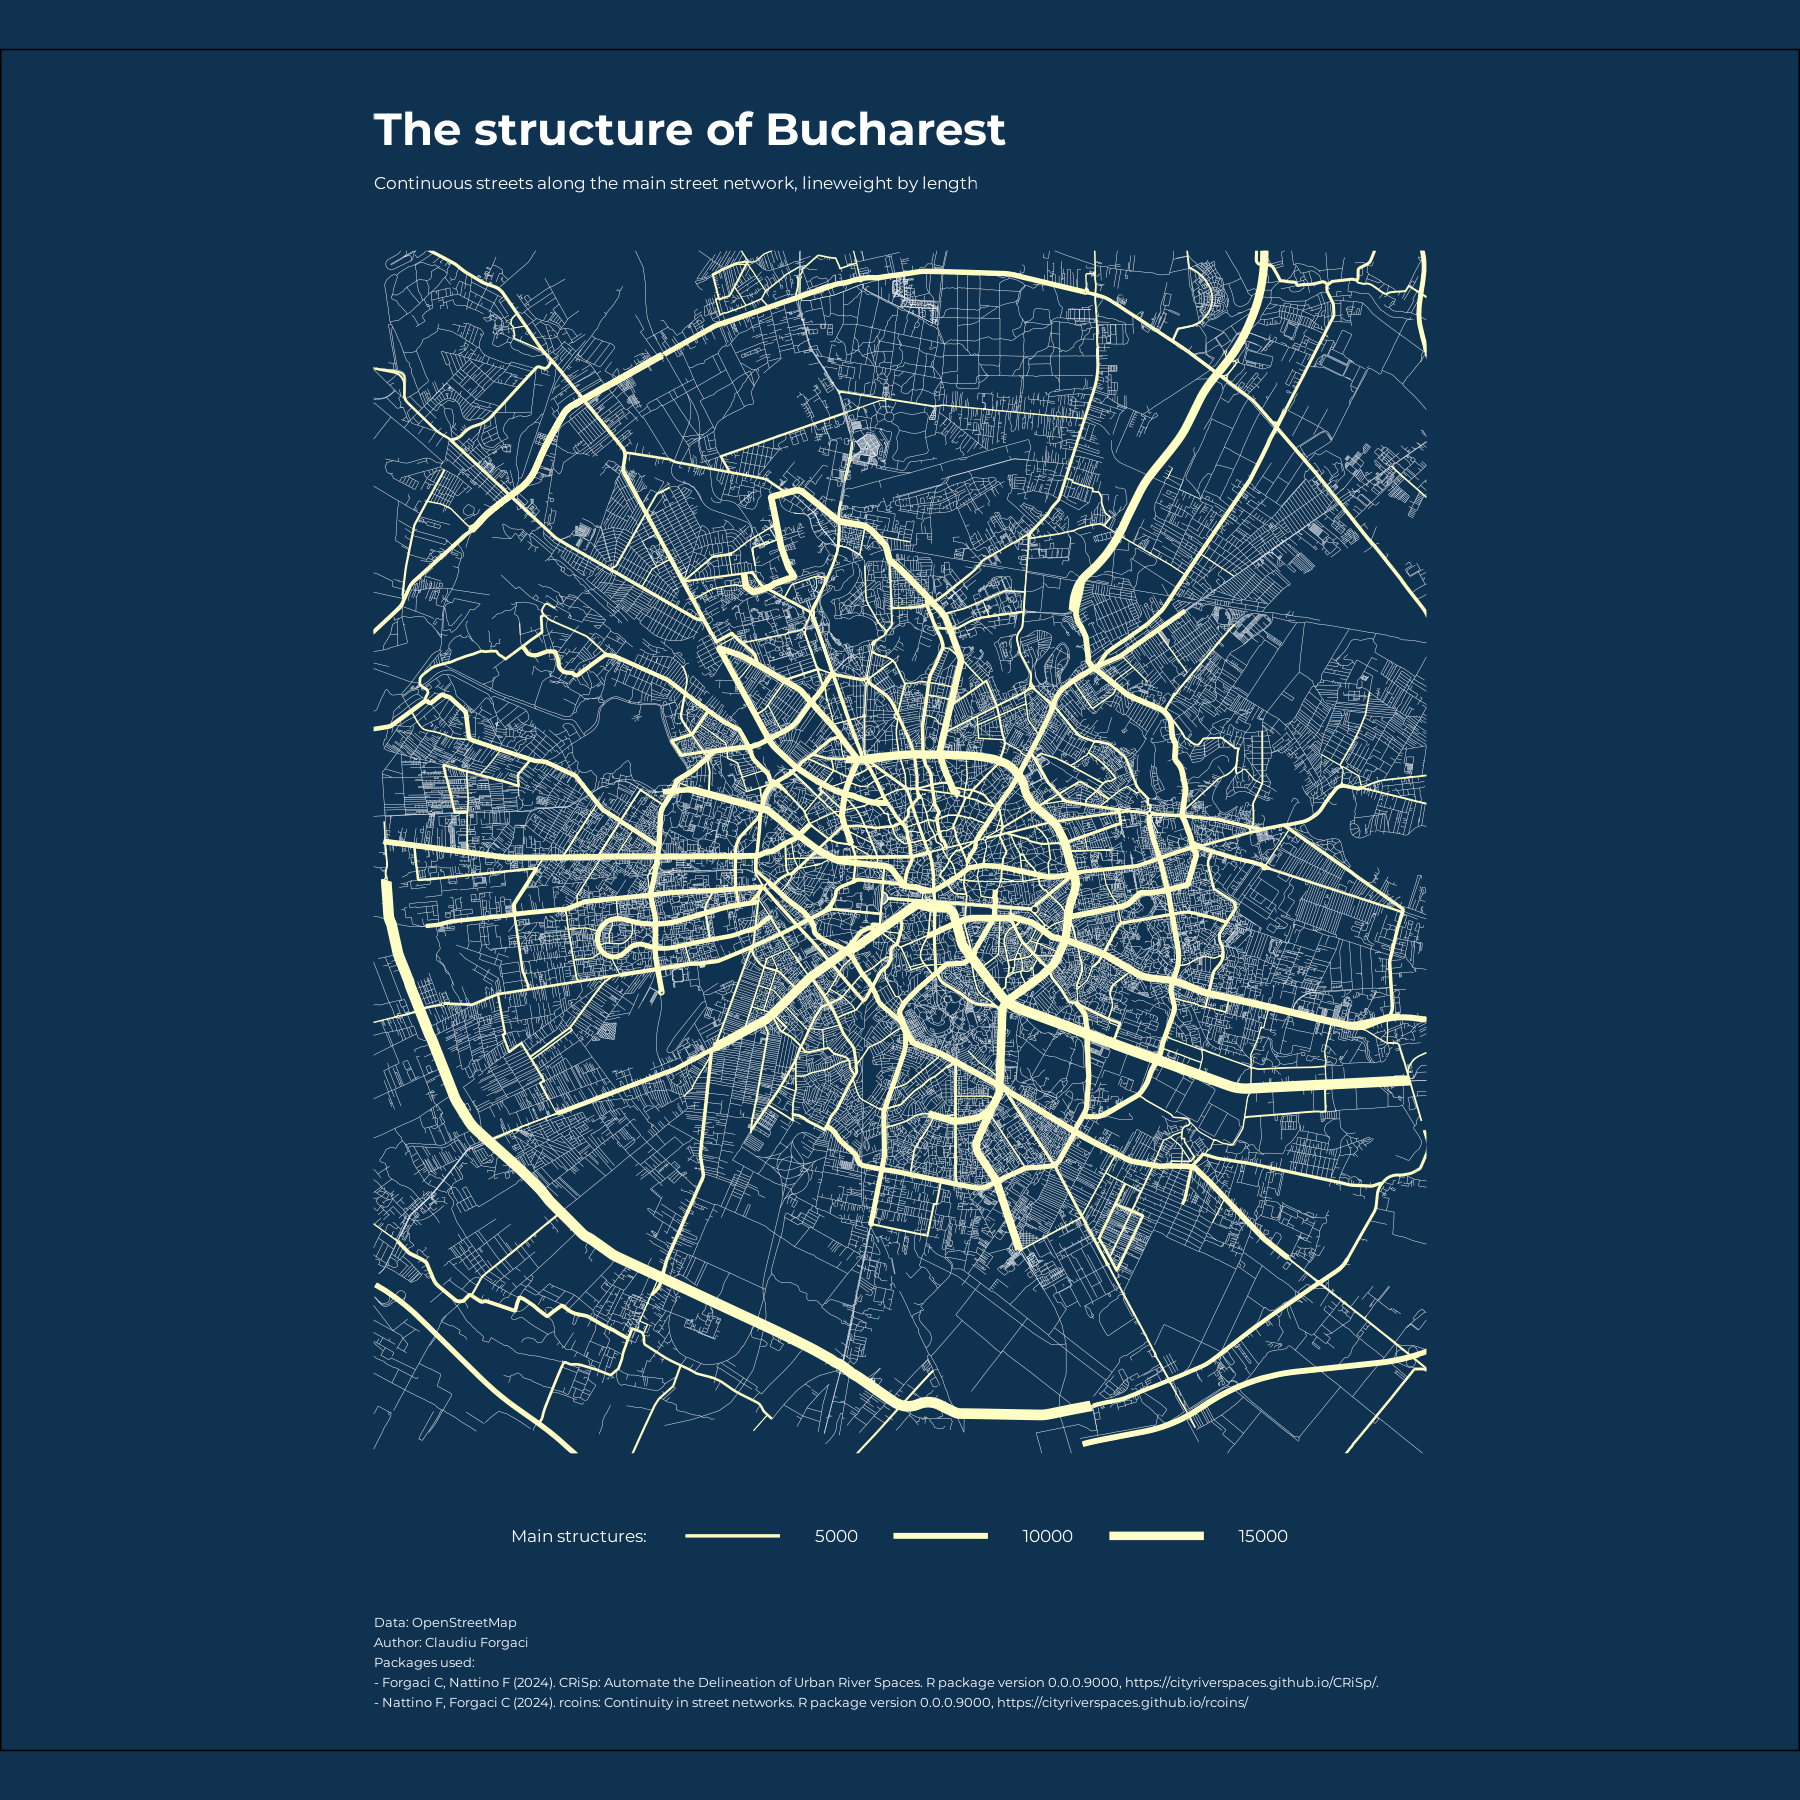 The structure of Bucharest
Continuous streets along the main street network, lineweight by length
Main structures: 5000 10000 15000
Data: OpenStreetMap
Author: Claudiu Forgaci
Packages used:
- Forgaci C, Nattino F (2024). CRiSp: Automate the Delineation of Urban River Spaces. R package version 0.0.0.9000, https://cityriverspaces.github.io/CRiSp/.
- Nattino F, Forgaci C (2024). rcoins: Continuity in street networks. R package version 0.0.0.9000, https://cityriverspaces.github.io/rcoins/